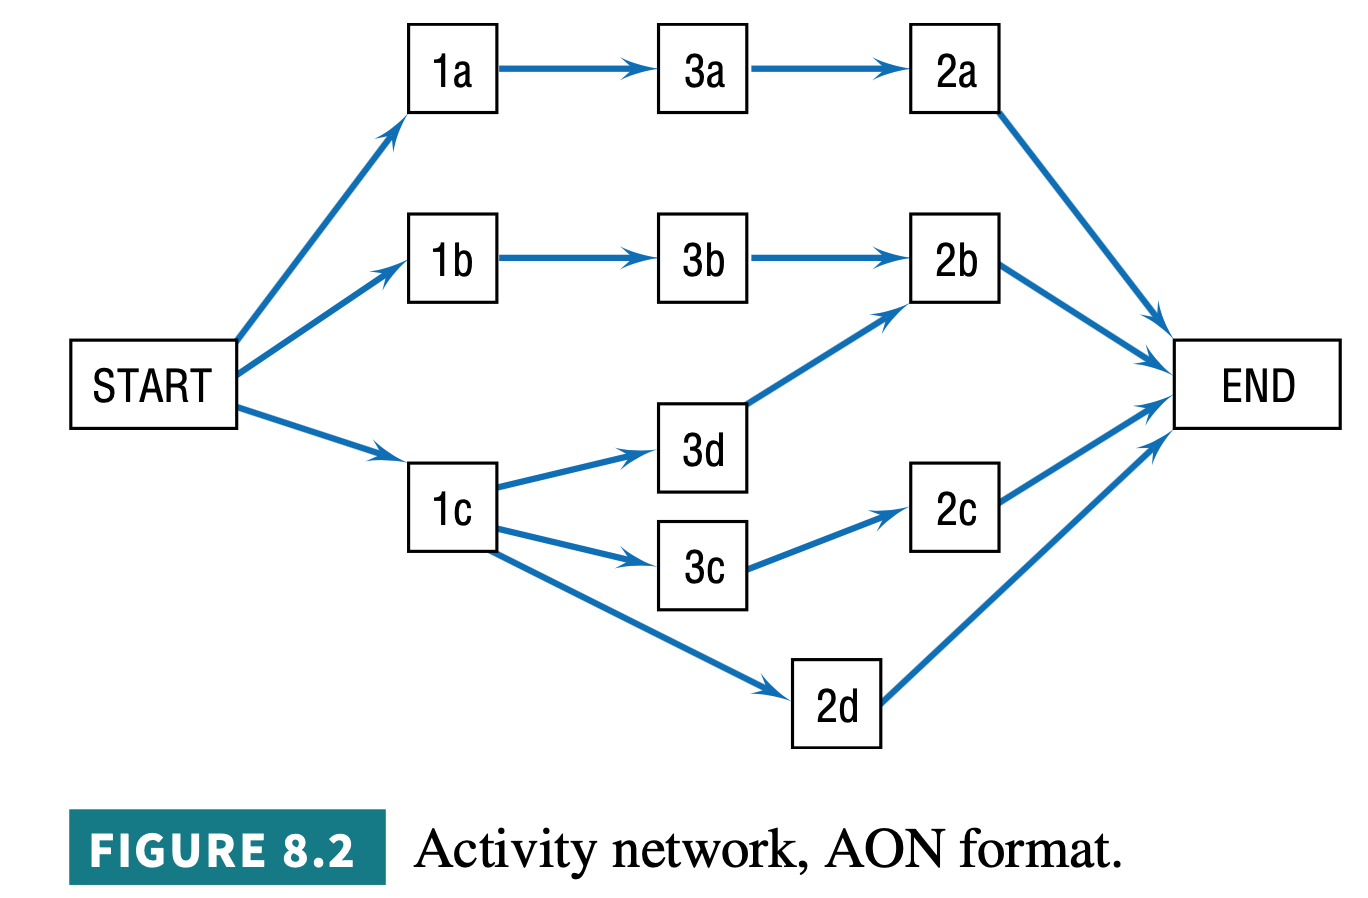 1a
3a
2a
1b
3b
2b
START
END
3d
1c
2c
3c
2d
FIGURE 8.2 Activity network, AON format.